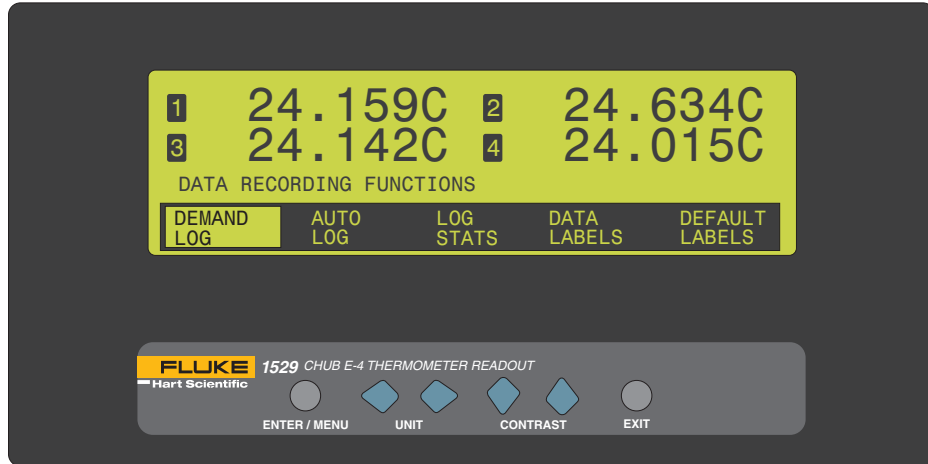 1 24.159C 2 24.634C
3 24.142C 4 24.015C
DATA RECORDING FUNCTIONS
DEMAND AUTO LOG DATA DEFAULT
LOG LOG STATS LABELS LABELS
FLUKE 1529 CHUB E-4 THERMOMETER READOUT
Hart Scientific
ENTER / MENU UNIT CONTRAST EXIT